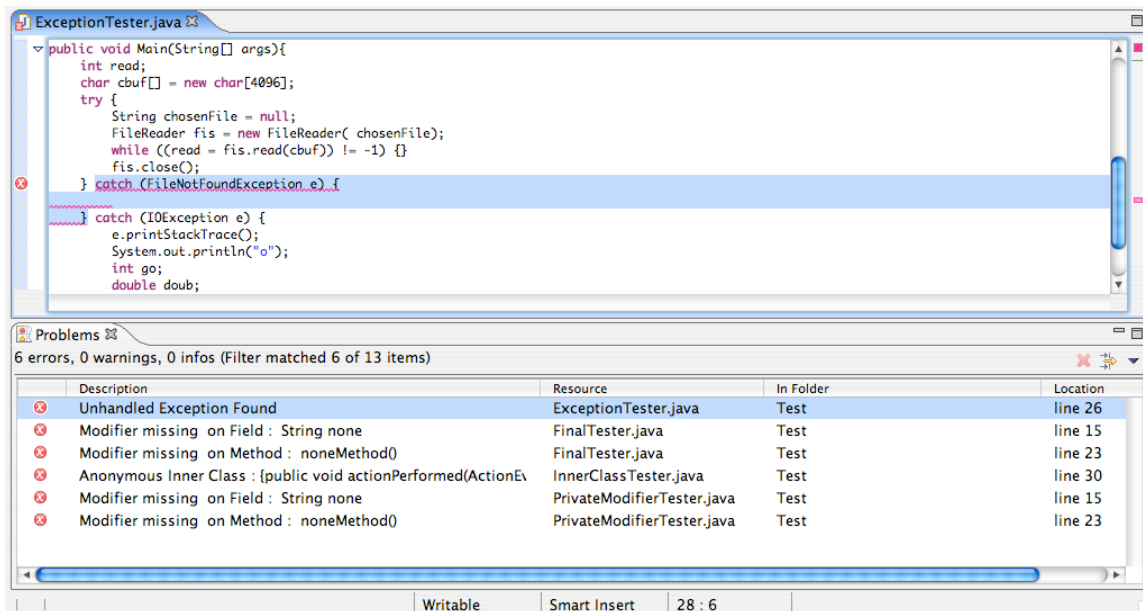 ExceptionTester.java
public void Main(String[] args){
int read;
char cbuf[] = new char[4096];
try {
String chosenFile = null;
FileReader fis = new FileReader( chosenFile);
while ((read = fis.read(cbuf)) != -1) {}
fis.close();
} catch (FileNotFoundException e) {
} catch (IOException e) {
e.printStackTrace();
System.out.println("o");
int go;
double doub;
Problems
6 errors, 0 warnings, 0 infos (Filter matched 6 of 13 items)
Description Resource In Folder Location
Unhandled Exception Found ExceptionTester.java Test line 26
Modifier missing on Field : String none FinalTester.java Test line 15
Modifier missing on Method : noneMethod() FinalTester.java Test line 23
Anonymous Inner Class : {public void actionPerformed(ActionEv InnerClassTester.java Test line 30
Modifier missing on Field : String none PrivateModifierTester.java Test line 15
Modifier missing on Method : noneMethod() PrivateModifierTester.java Test line 23
Writable Smart Insert 28 : 6